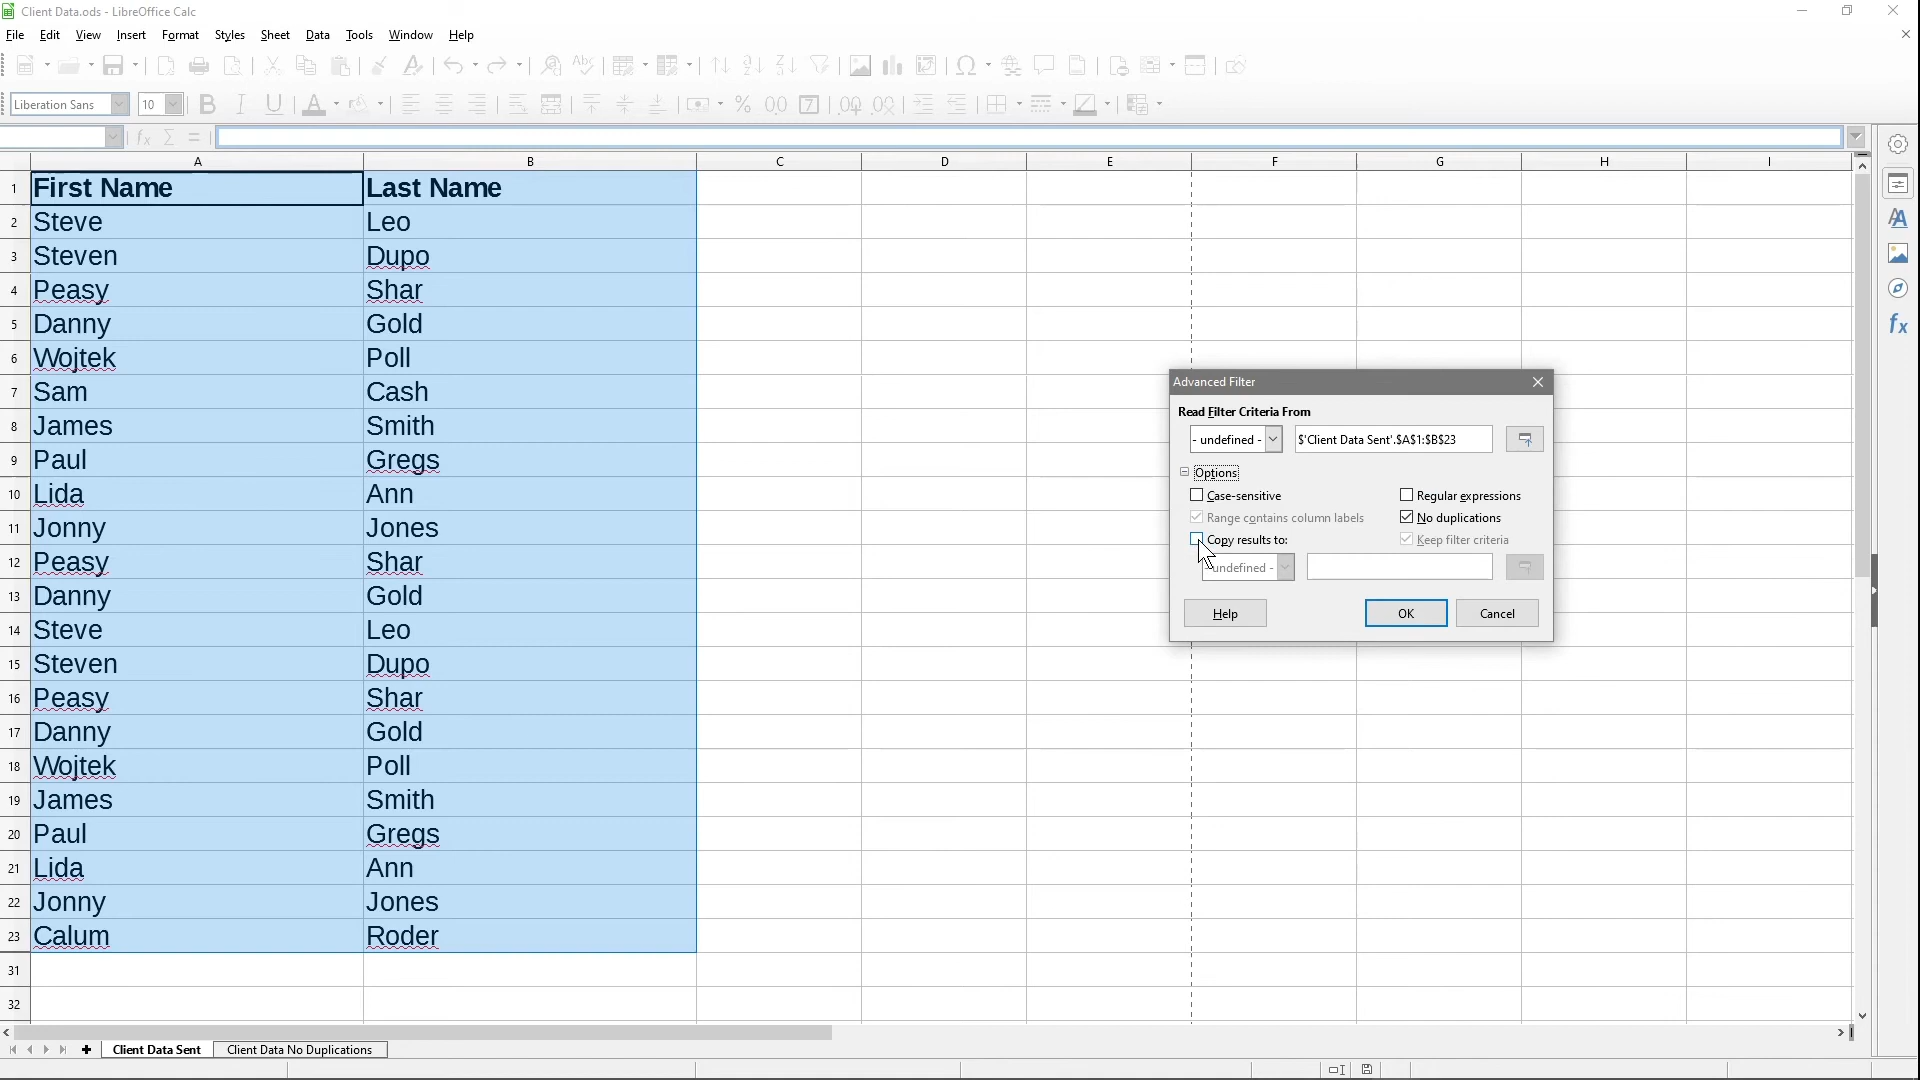 Client Data.ods - LibreOffice Calc
File Edit View Insert Format Styles Sheet Data Tools Window Help
Liberation Sans 10
A B C D E F G H I
1 First Name Last Name
2 Steve Leo
3 Steven Dupo
4 Peasy Shar
5 Danny Gold
6 Wojtek Poll
7 Sam Cash
8 James Smith
9 Paul Gregs
10 Lida Ann
11 Jonny Jones
12 Peasy Shar
13 Danny Gold
14 Steve Leo
15 Steven Dupo
16 Peasy Shar
17 Danny Gold
18 Wojtek Poll
19 James Smith
20 Paul Gregs
21 Lida Ann
22 Jonny Jones
23 Calum Roder
31
32
Advanced Filter
Read Filter Criteria From
- undefined - $'Client Data Sent'.$A$1:$B$23
Options
Case-sensitive Regular expressions
Range contains column labels No duplications
Copy results to: Keep filter criteria
undefined -
Help OK Cancel
Client Data Sent Client Data No Duplications